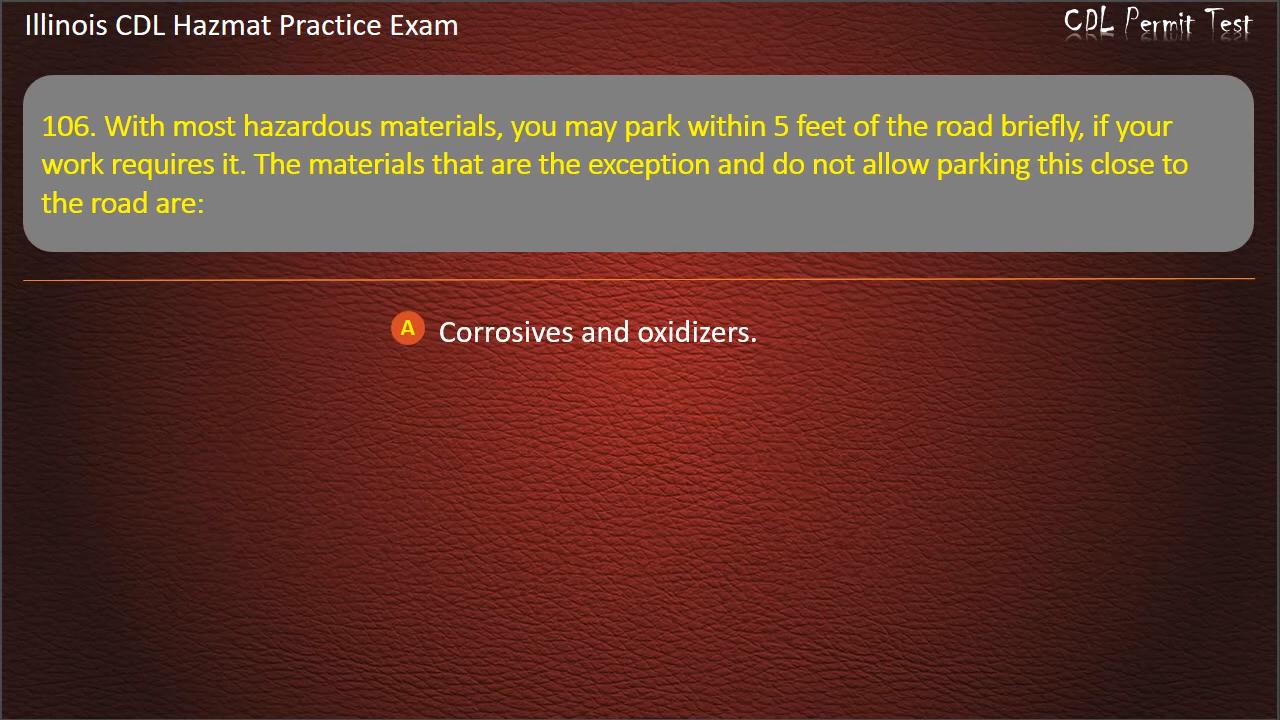 Illinois CDL Hazmat Practice Exam
CDL Permit Test
106. With most hazardous materials, you may park within 5 feet of the road briefly, if your
work requires it. The materials that are the exception and do not allow parking this close to
the road are:
A Corrosives and oxidizers.